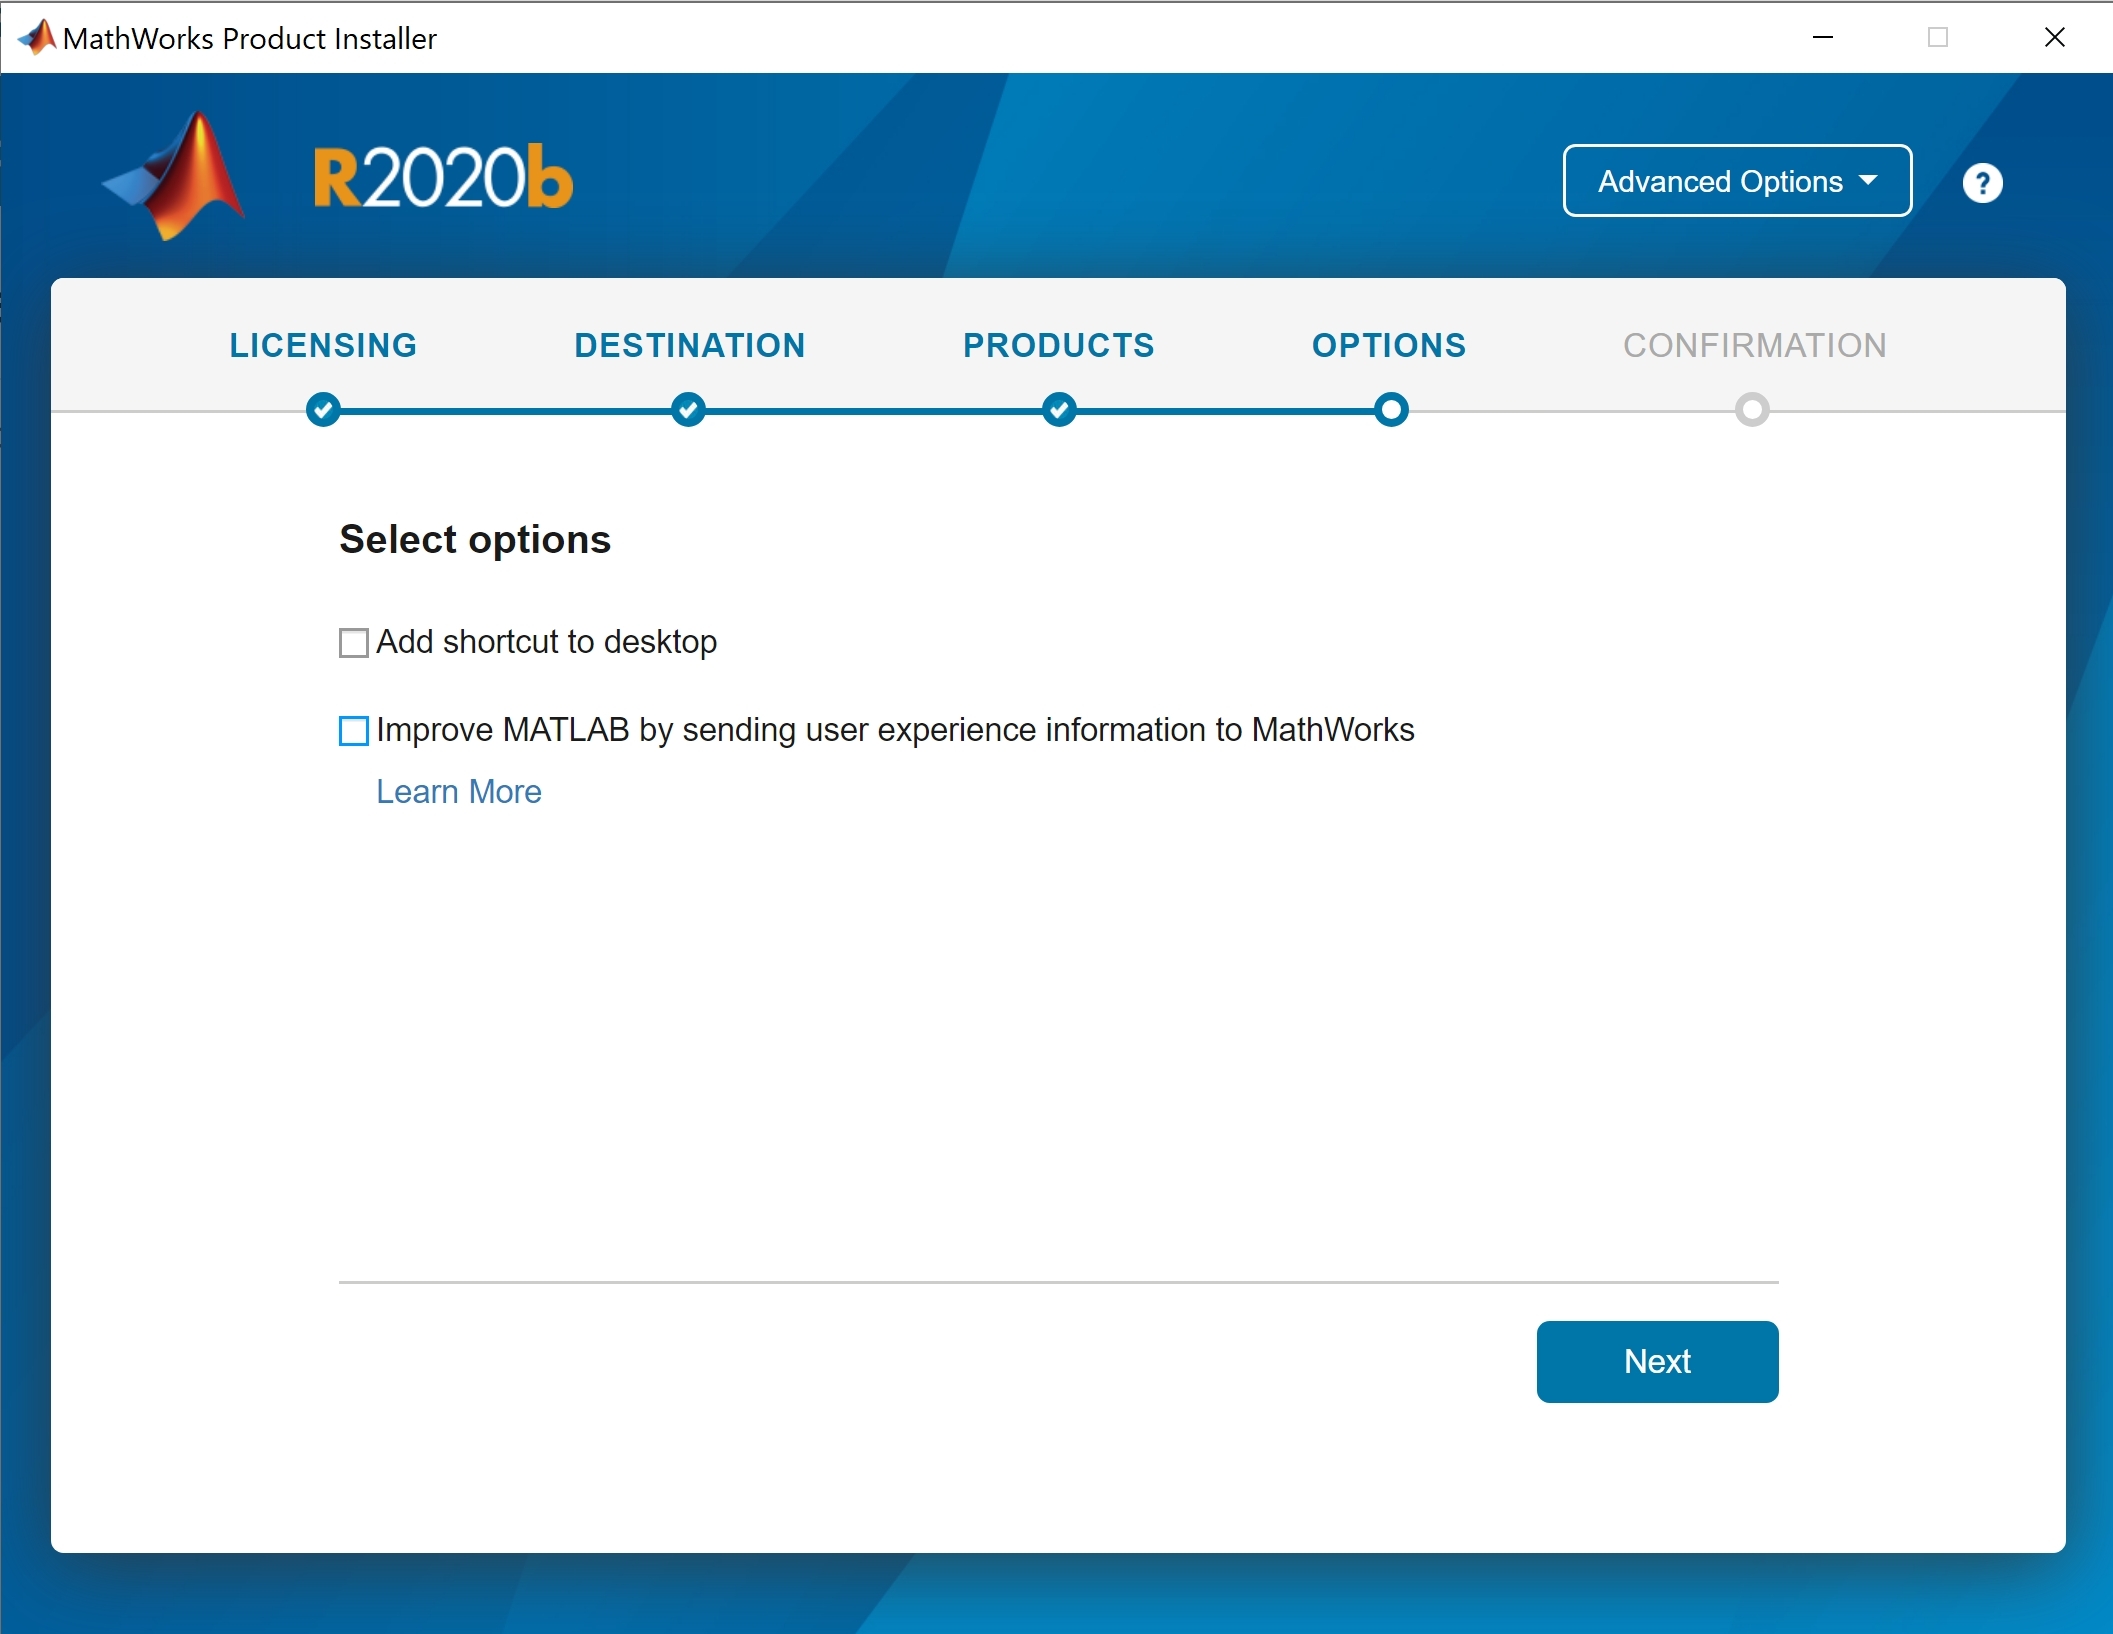 MathWorks Product Installer
R2020b
Advanced Options
?
LICENSING DESTINATION PRODUCTS OPTIONS CONFIRMATION
Select options
Add shortcut to desktop
Improve MATLAB by sending user experience information to MathWorks
Learn More
Next